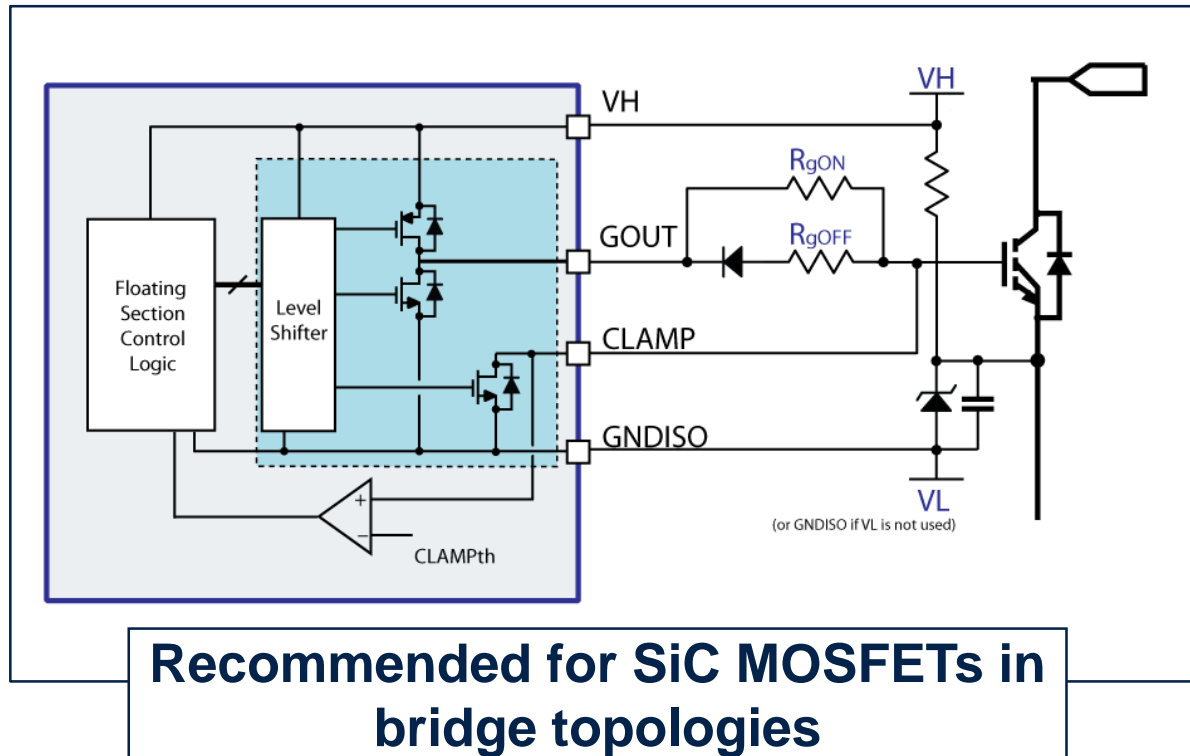 VH
VH
RgON
GOUT
RgOFF
Floating
Section
Control
Logic
Level
Shifter
CLAMP
GNDISO
VL
(or GNDISO if VL is not used)
+
−
CLAMPth
Recommended for SiC MOSFETs in
bridge topologies